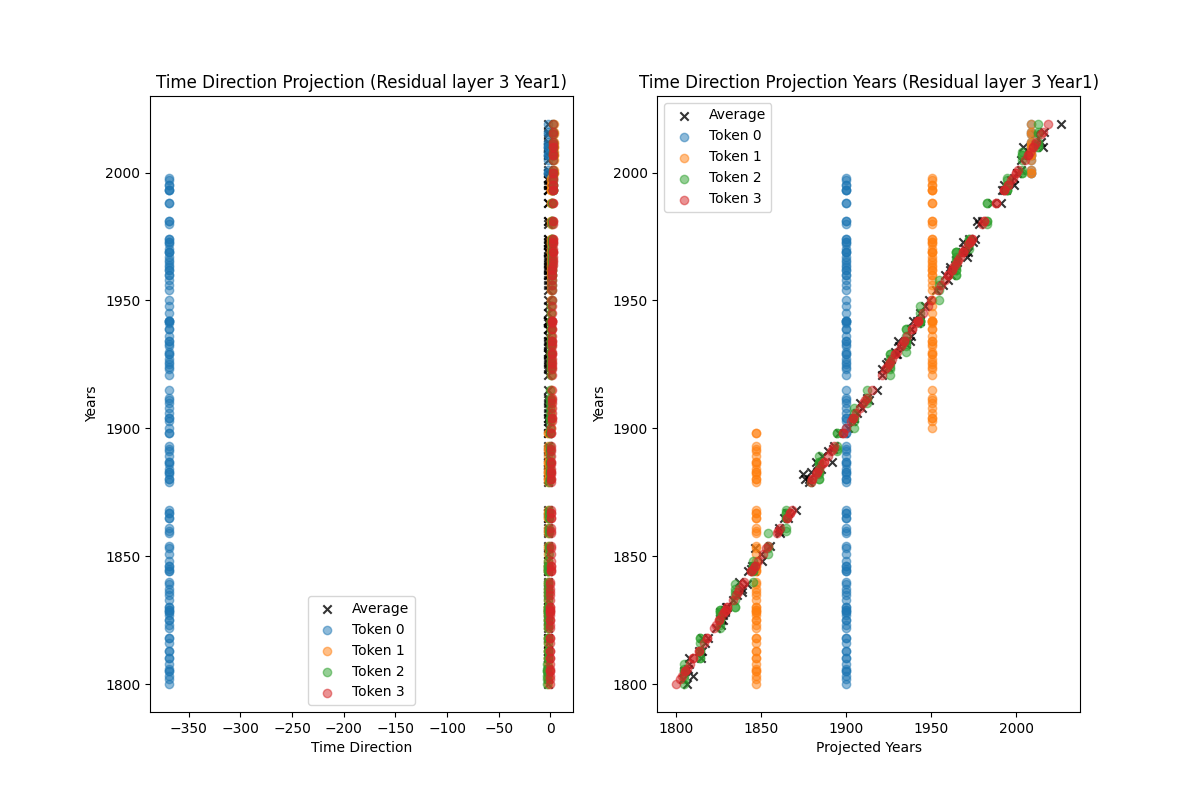 Time Direction Projection (Residual layer 3 Year1)
Years
2000
1950
1900
1850
1800
Average
Token 0
Token 1
Token 2
Token 3
−350 −300 −250 −200 −150 −100 −50 0
Time Direction
Time Direction Projection Years (Residual layer 3 Year1)
Average
Token 0
Token 1
Token 2
Token 3
Years
2000
1950
1900
1850
1800
1800 1850 1900 1950 2000
Projected Years